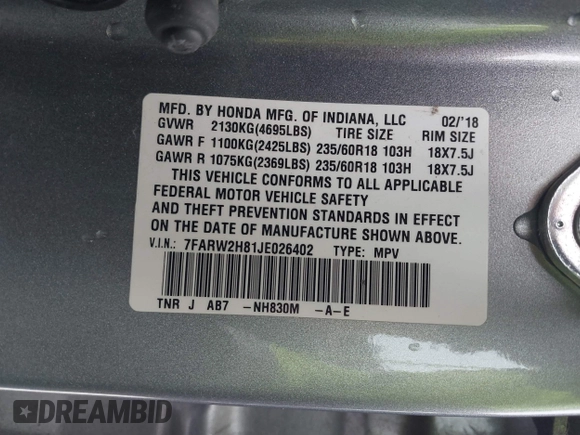 MFD. BY HONDA MFG. OF INDIANA, LLC 02/'18
GVWR 2130KG(4695LBS) TIRE SIZE RIM SIZE
GAWR F 1100KG(2425LBS) 235/60R18 103H 18X7.5J
GAWR R 1075KG(2369LBS) 235/60R18 103H 18X7.5J
THIS VEHICLE CONFORMS TO ALL APPLICABLE
FEDERAL MOTOR VEHICLE SAFETY
AND THEFT PREVENTION STANDARDS IN EFFECT
ON THE DATE OF MANUFACTURE SHOWN ABOVE.
V.I.N.: 7FARW2H81JE026402 TYPE: MPV
TNR J AB7 -NH830M -A-E
DREAMBID